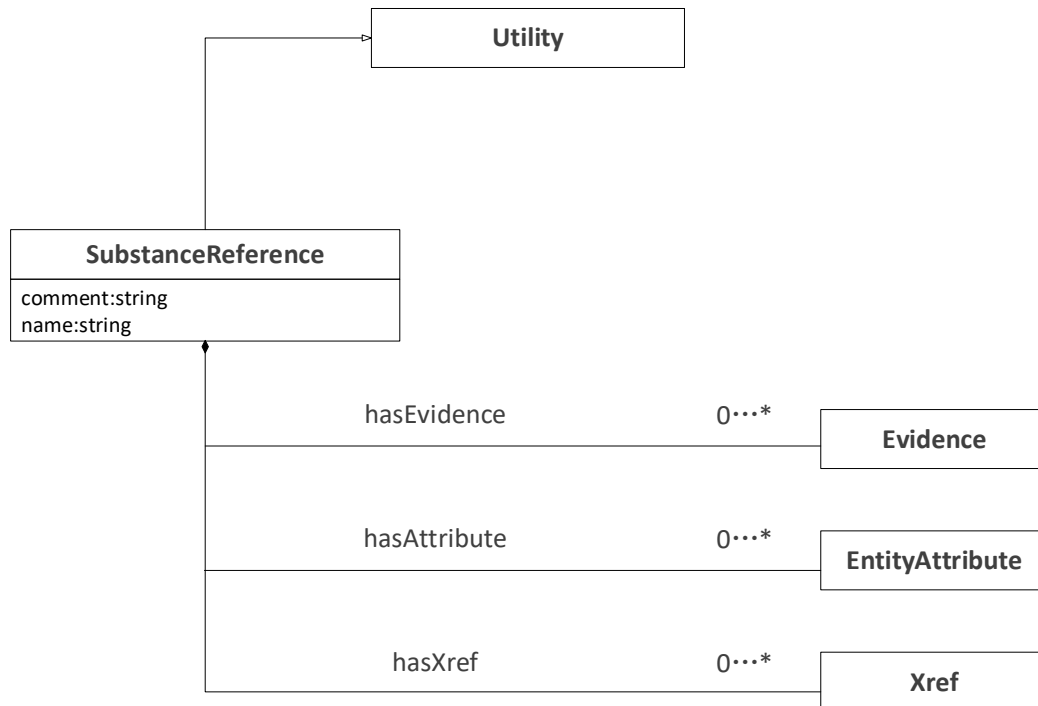 Utility
SubstanceReference
comment:string
name:string
hasEvidence 0⋯*
Evidence
hasAttribute 0⋯*
EntityAttribute
hasXref 0⋯*
Xref